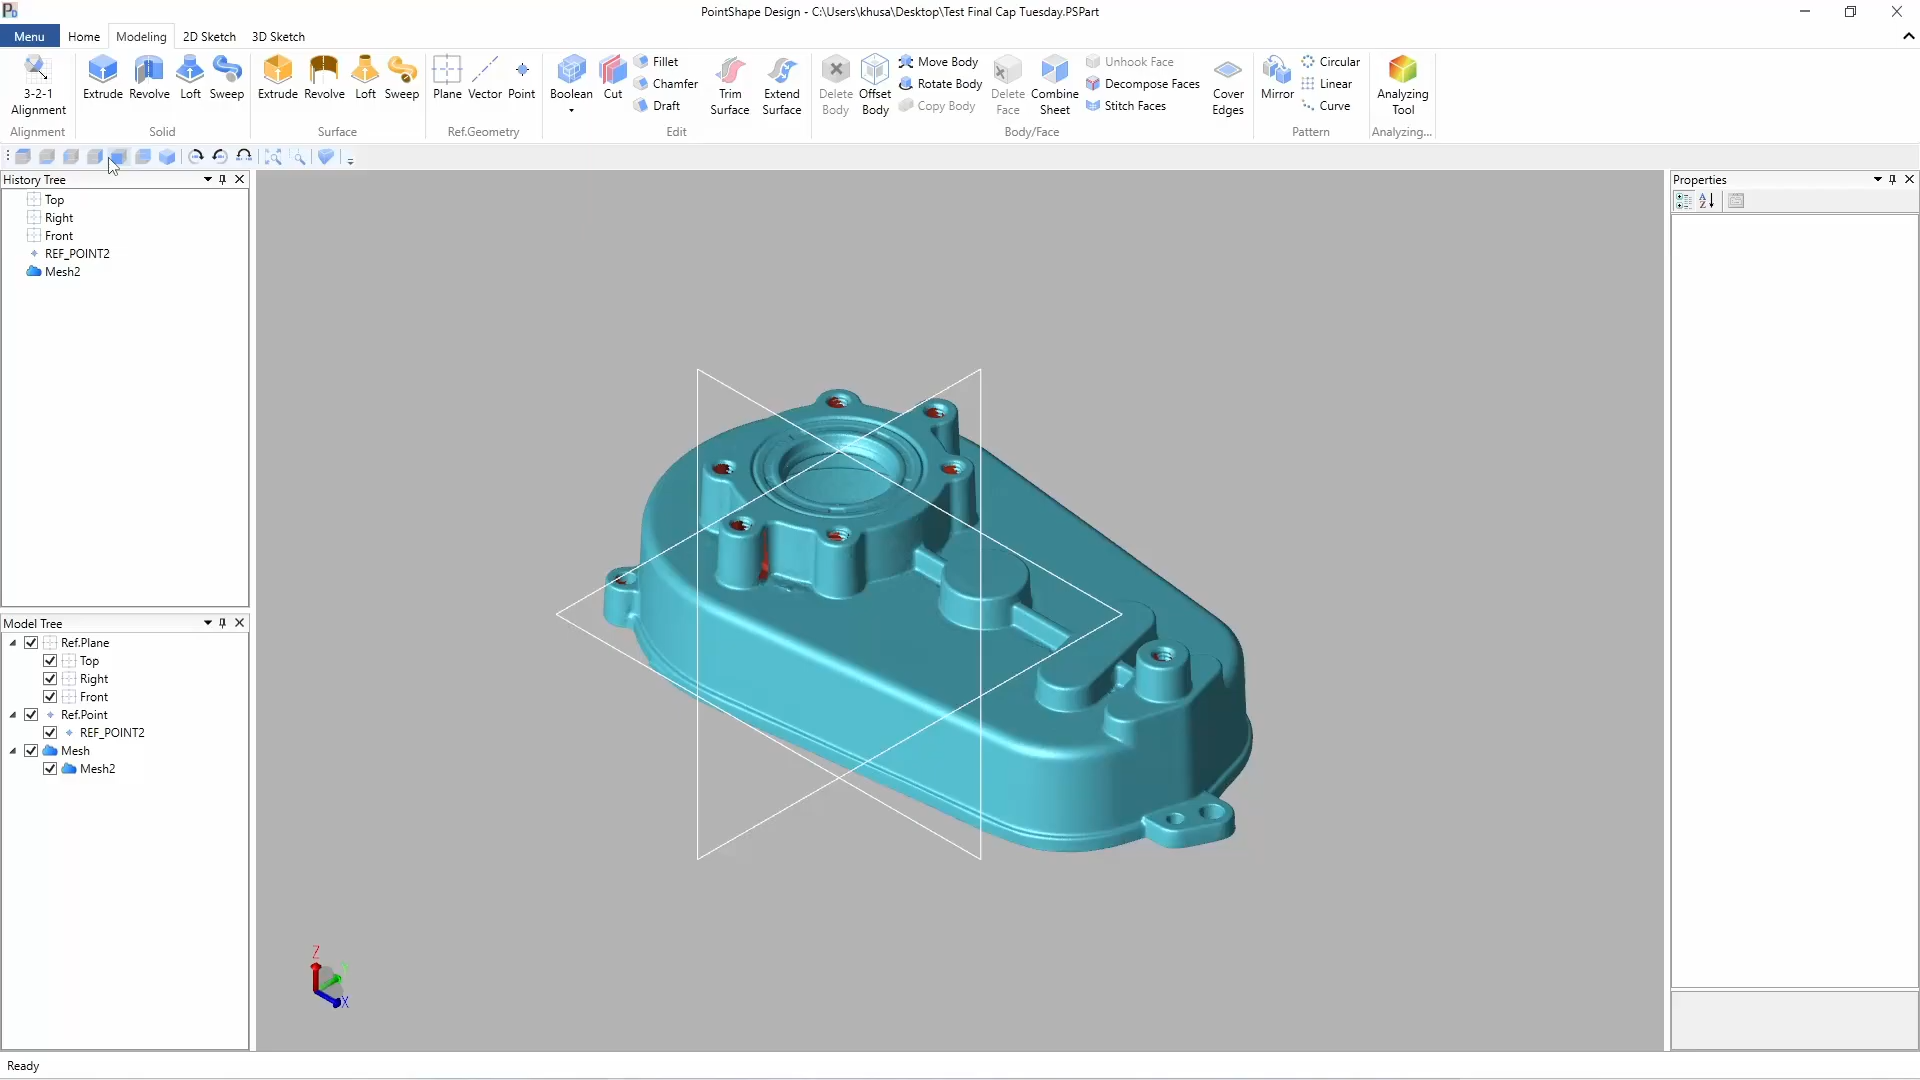 PointShape Design - C:\Users\khusa\Desktop\Test Final Cap Tuesday.PSPart
Menu Home Modeling 2D Sketch 3D Sketch
3-2-1 Alignment
Alignment
Extrude Revolve Loft Sweep
Solid
Extrude Revolve Loft Sweep
Surface
Plane Vector Point
Ref.Geometry
Boolean Cut
Fillet
Chamfer
Draft
Trim Surface
Extend Surface
Edit
Delete Body
Offset Body
Move Body
Rotate Body
Copy Body
Delete Face
Combine Sheet
Unhook Face
Decompose Faces
Stitch Faces
Cover Edges
Body/Face
Mirror
Circular
Linear
Curve
Pattern
Analyzing Tool
Analyzing...
History Tree
Top
Right
Front
REF_POINT2
Mesh2
Model Tree
Ref.Plane
Top
Right
Front
Ref.Point
REF_POINT2
Mesh
Mesh2
Properties
Z
X
Ready